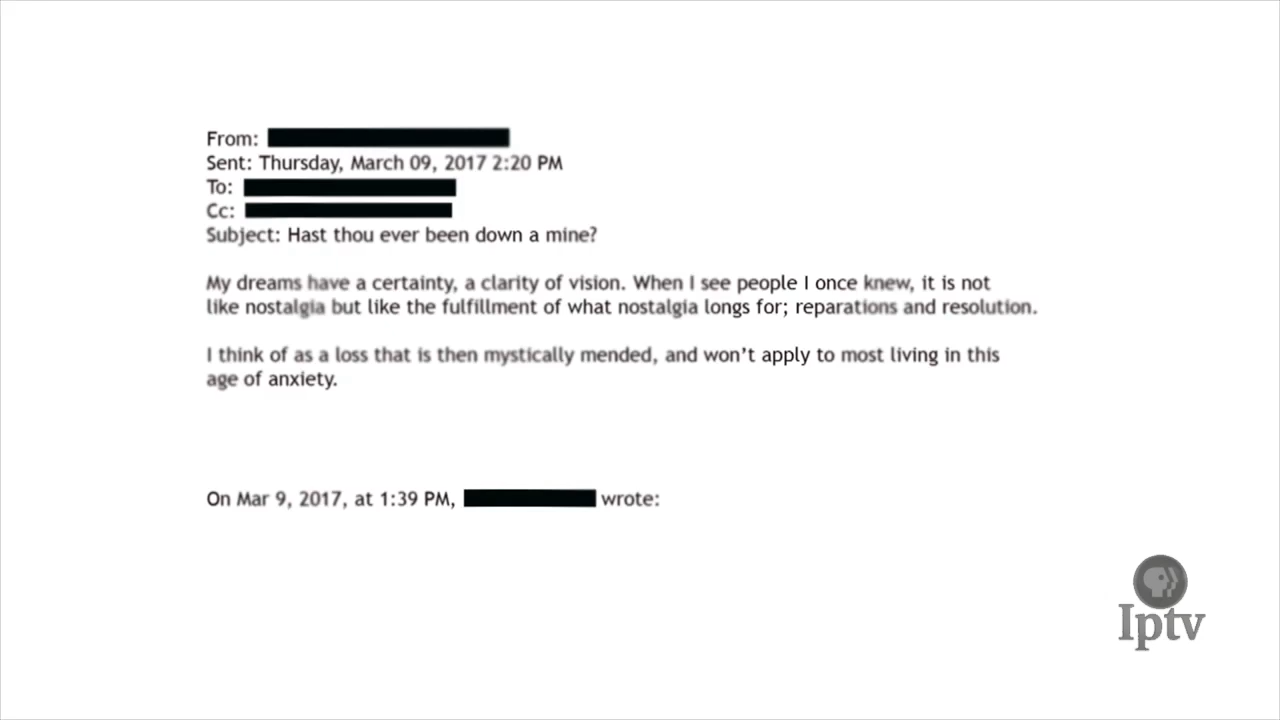 From:
Sent: Thursday, March 09, 2017 2:20 PM
To:
Cc:
Subject: Hast thou ever been down a mine?
My dreams have a certainty, a clarity of vision. When I see people I once knew, it is not
like nostalgia but like the fulfillment of what nostalgia longs for; reparations and resolution.
I think of as a loss that is then mystically mended, and won't apply to most living in this
age of anxiety.
On Mar 9, 2017, at 1:39 PM, wrote:
Iptv